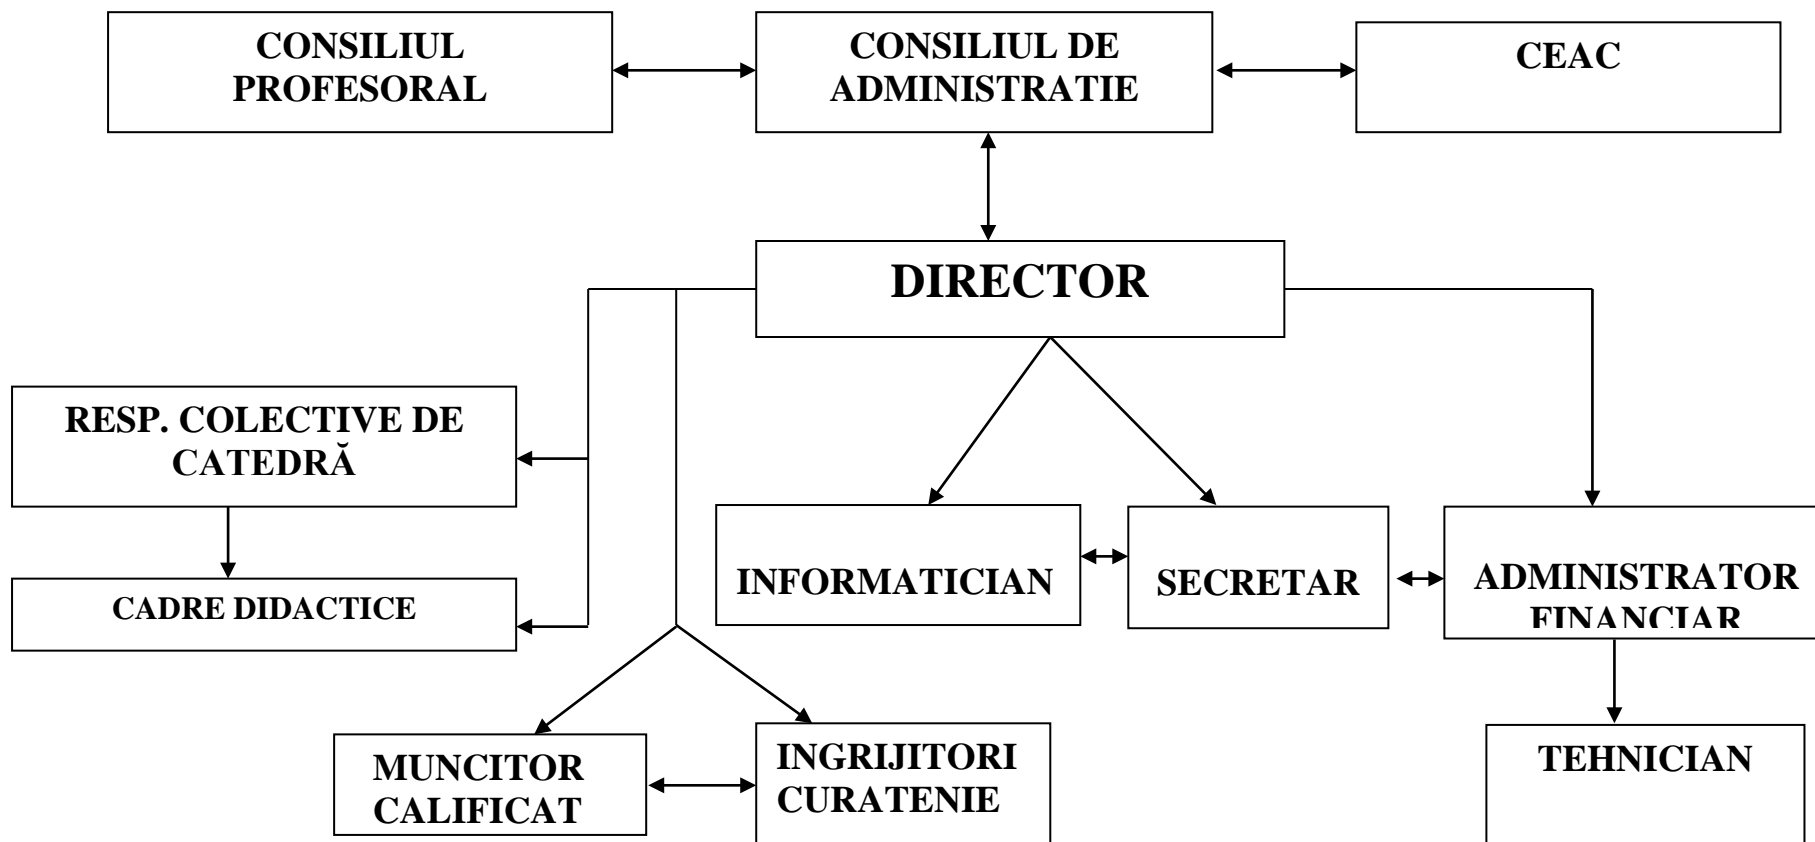 CONSILIUL
PROFESORAL
CONSILIUL DE
ADMINISTRATIE
CEAC
DIRECTOR
RESP. COLECTIVE DE
CATEDRĂ
CADRE DIDACTICE
INFORMATICIAN
SECRETAR
ADMINISTRATOR
FINANCIAR
MUNCITOR
CALIFICAT
INGRIJITORI
CURATENIE
TEHNICIAN